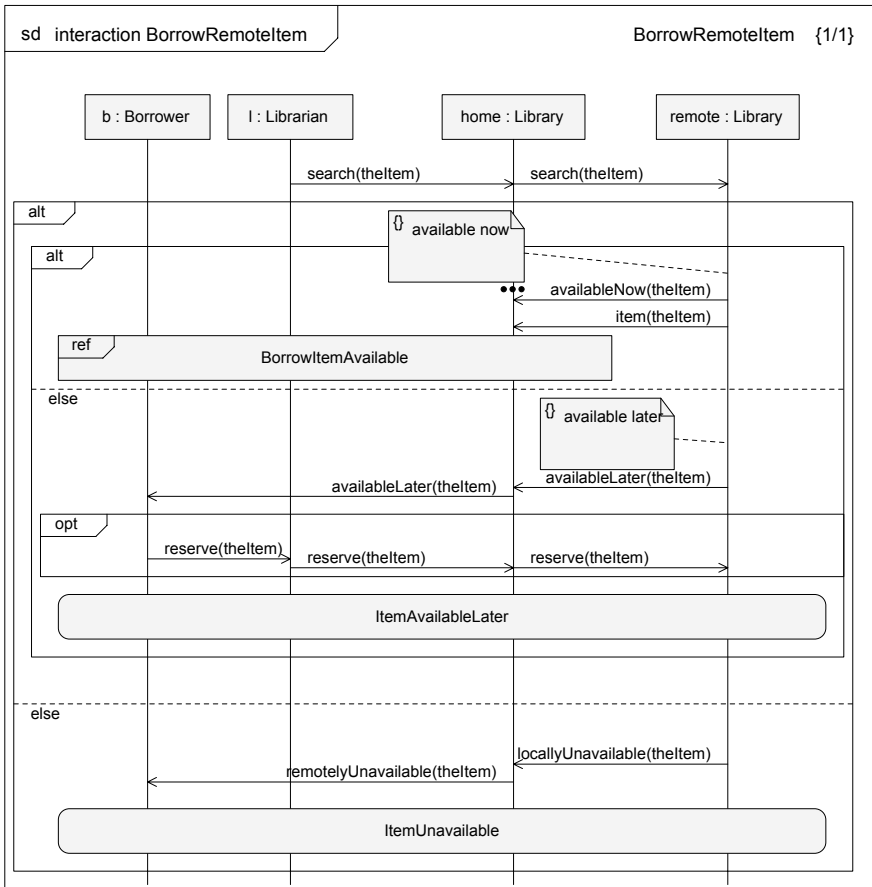 sd interaction BorrowRemoteItem
BorrowRemoteItem {1/1}
b : Borrower
l : Librarian
home : Library
remote : Library
search(theItem)
search(theItem)
alt
{} available now
alt
availableNow(theItem)
item(theItem)
ref
BorrowItemAvailable
else
{} available later
availableLater(theItem)
availableLater(theItem)
opt
reserve(theItem)
reserve(theItem)
reserve(theItem)
ItemAvailableLater
else
locallyUnavailable(theItem)
remotelyUnavailable(theItem)
ItemUnavailable